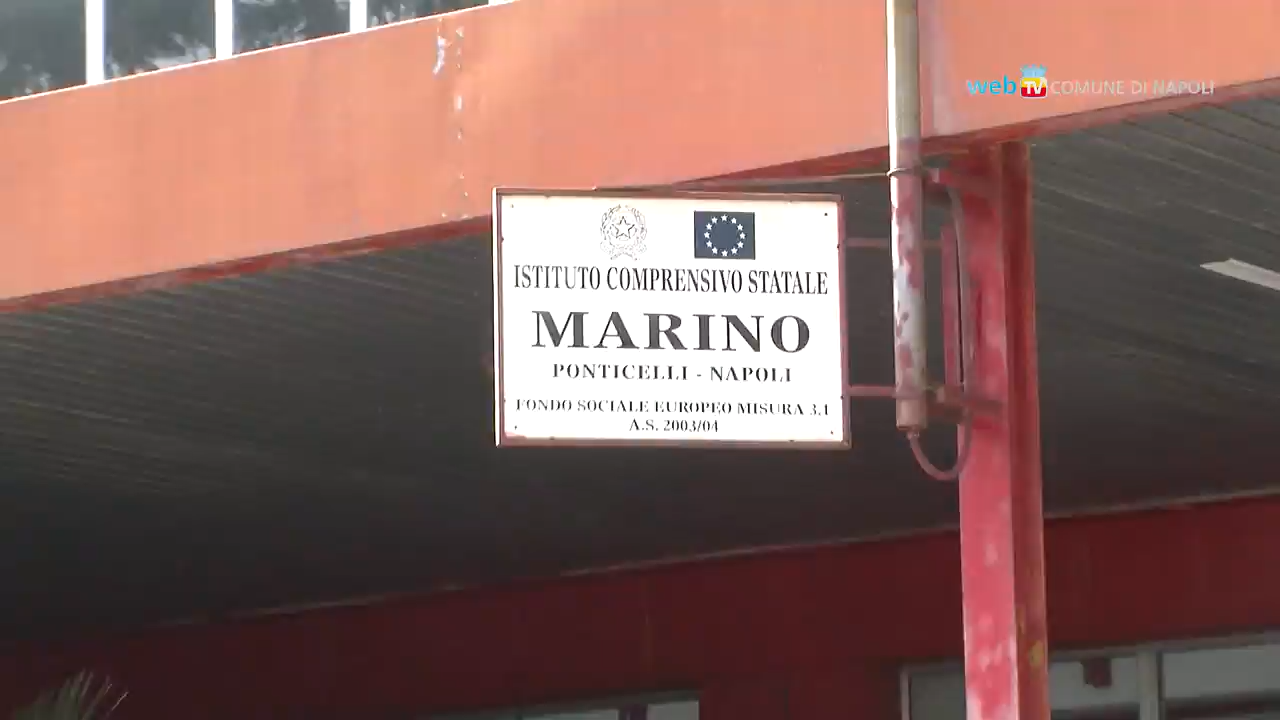 web TV COMUNE DI NAPOLI
ISTITUTO COMPRENSIVO STATALE
MARINO
PONTICELLI - NAPOLI
FONDO SOCIALE EUROPEO MISURA 3.1
A.S. 2003/04